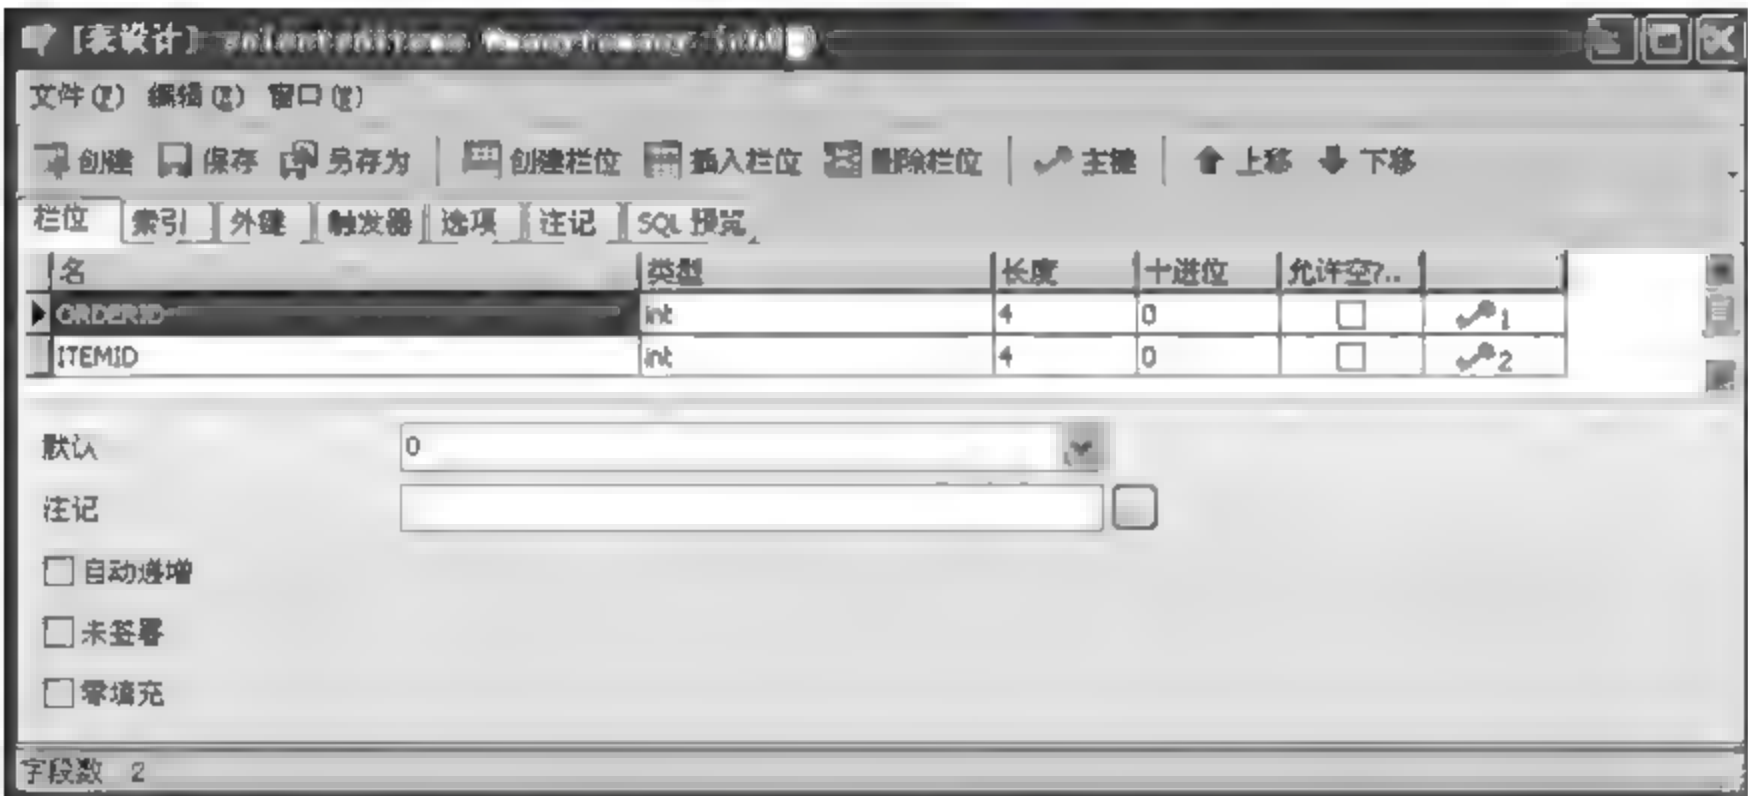 [表设计]
文件(F) 编辑(E) 窗口(W)
创建 保存 另存为 创建栏位 插入栏位 删除栏位 主键 上移 下移
栏位 索引 外键 触发器 选项 注记 SQL 预览
名 类型 长度 十进位 允许空?..
ORDERID int 4 0 1
ITEMID int 4 0 2
默认 0
注记
自动递增
未签署
零填充
字段数 2